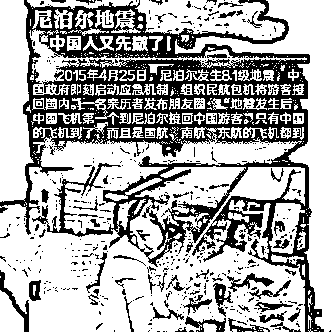 尼泊尔地震：
"中国人又先撤了！"
2015年4月25日，尼泊尔发生8.1级地震，中
国政府即刻启动应急机制，组织民航包机将游客接
回国内。一名亲历者发布朋友圈："地震发生后，
中国飞机第一个到尼泊尔接回中国游客，只有中国
的飞机到了，而且是国航、南航、东航的飞机都到
了